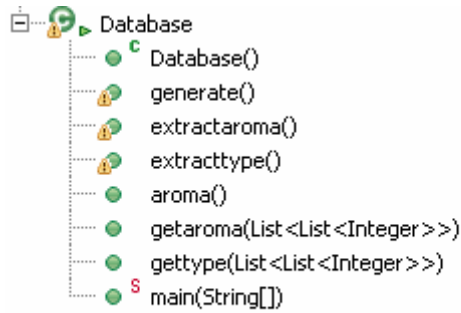 Database
C Database()
generate()
extractaroma()
extracttype()
aroma()
getaroma(List<List<Integer>>)
gettype(List<List<Integer>>)
S main(String[])